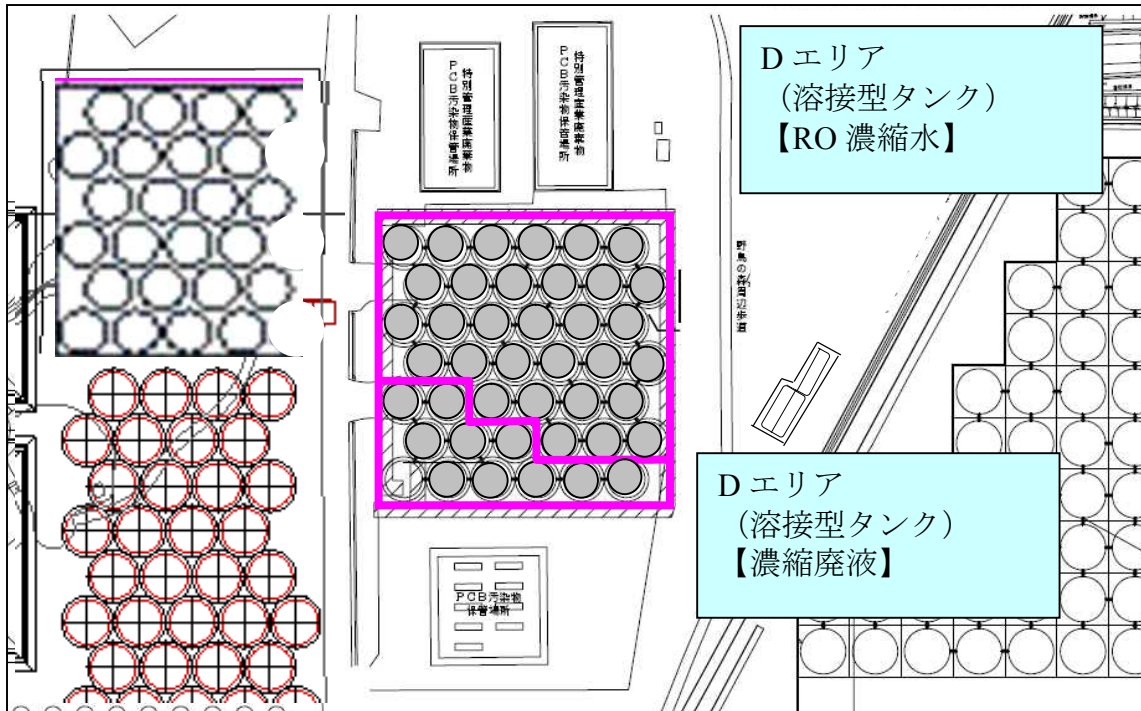 特別管理産業廃棄物
PCB汚染物保管場所
特別管理産業廃棄物
PCB汚染物保管場所
D エリア
(溶接型タンク)
【RO 濃縮水】
野鳥の森周辺歩道
D エリア
(溶接型タンク)
【濃縮廃液】
PCB汚染物
保管場所